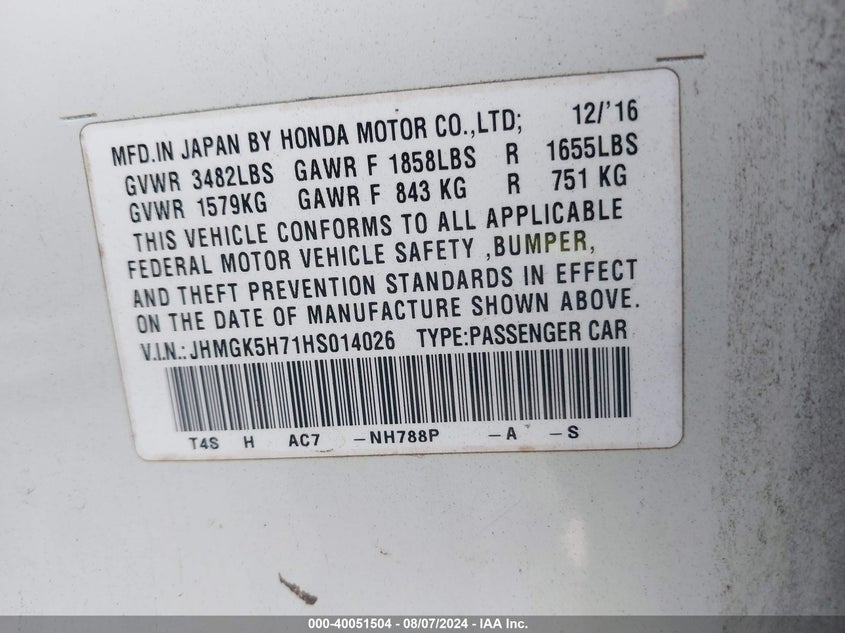 MFD.IN JAPAN BY HONDA MOTOR CO.,LTD; 12/'16
GVWR 3482LBS GAWR F 1858LBS R 1655LBS
GVWR 1579KG GAWR F 843 KG R 751 KG
THIS VEHICLE CONFORMS TO ALL APPLICABLE
FEDERAL MOTOR VEHICLE SAFETY ,BUMPER,
AND THEFT PREVENTION STANDARDS IN EFFECT
ON THE DATE OF MANUFACTURE SHOWN ABOVE.
V.I.N.: JHMGK5H71HS014026 TYPE:PASSENGER CAR
T4S H AC7 -NH788P -A -S
000-40051504 - 08/07/2024 - IAA Inc.